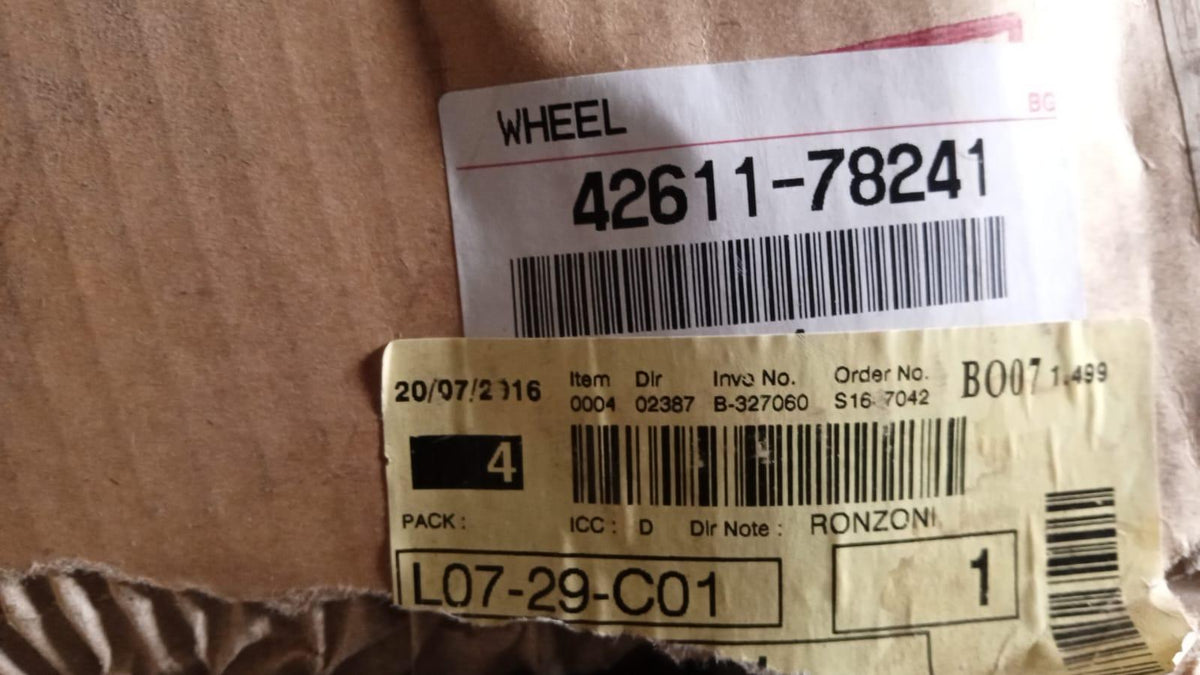 WHEEL
BG
42611-78241
Item Dlr Invc No. Order No.
20/07/2016 0004 02387 B-327060 BO07 1.499
4
PACK : ICC : D Dlr Note : RONZONI
L07-29-C01 1